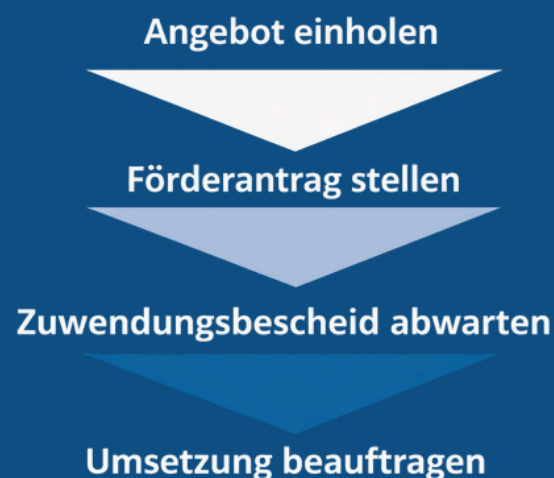 Angebot einholen
Förderantrag stellen
Zuwendungsbescheid abwarten
Umsetzung beauftragen